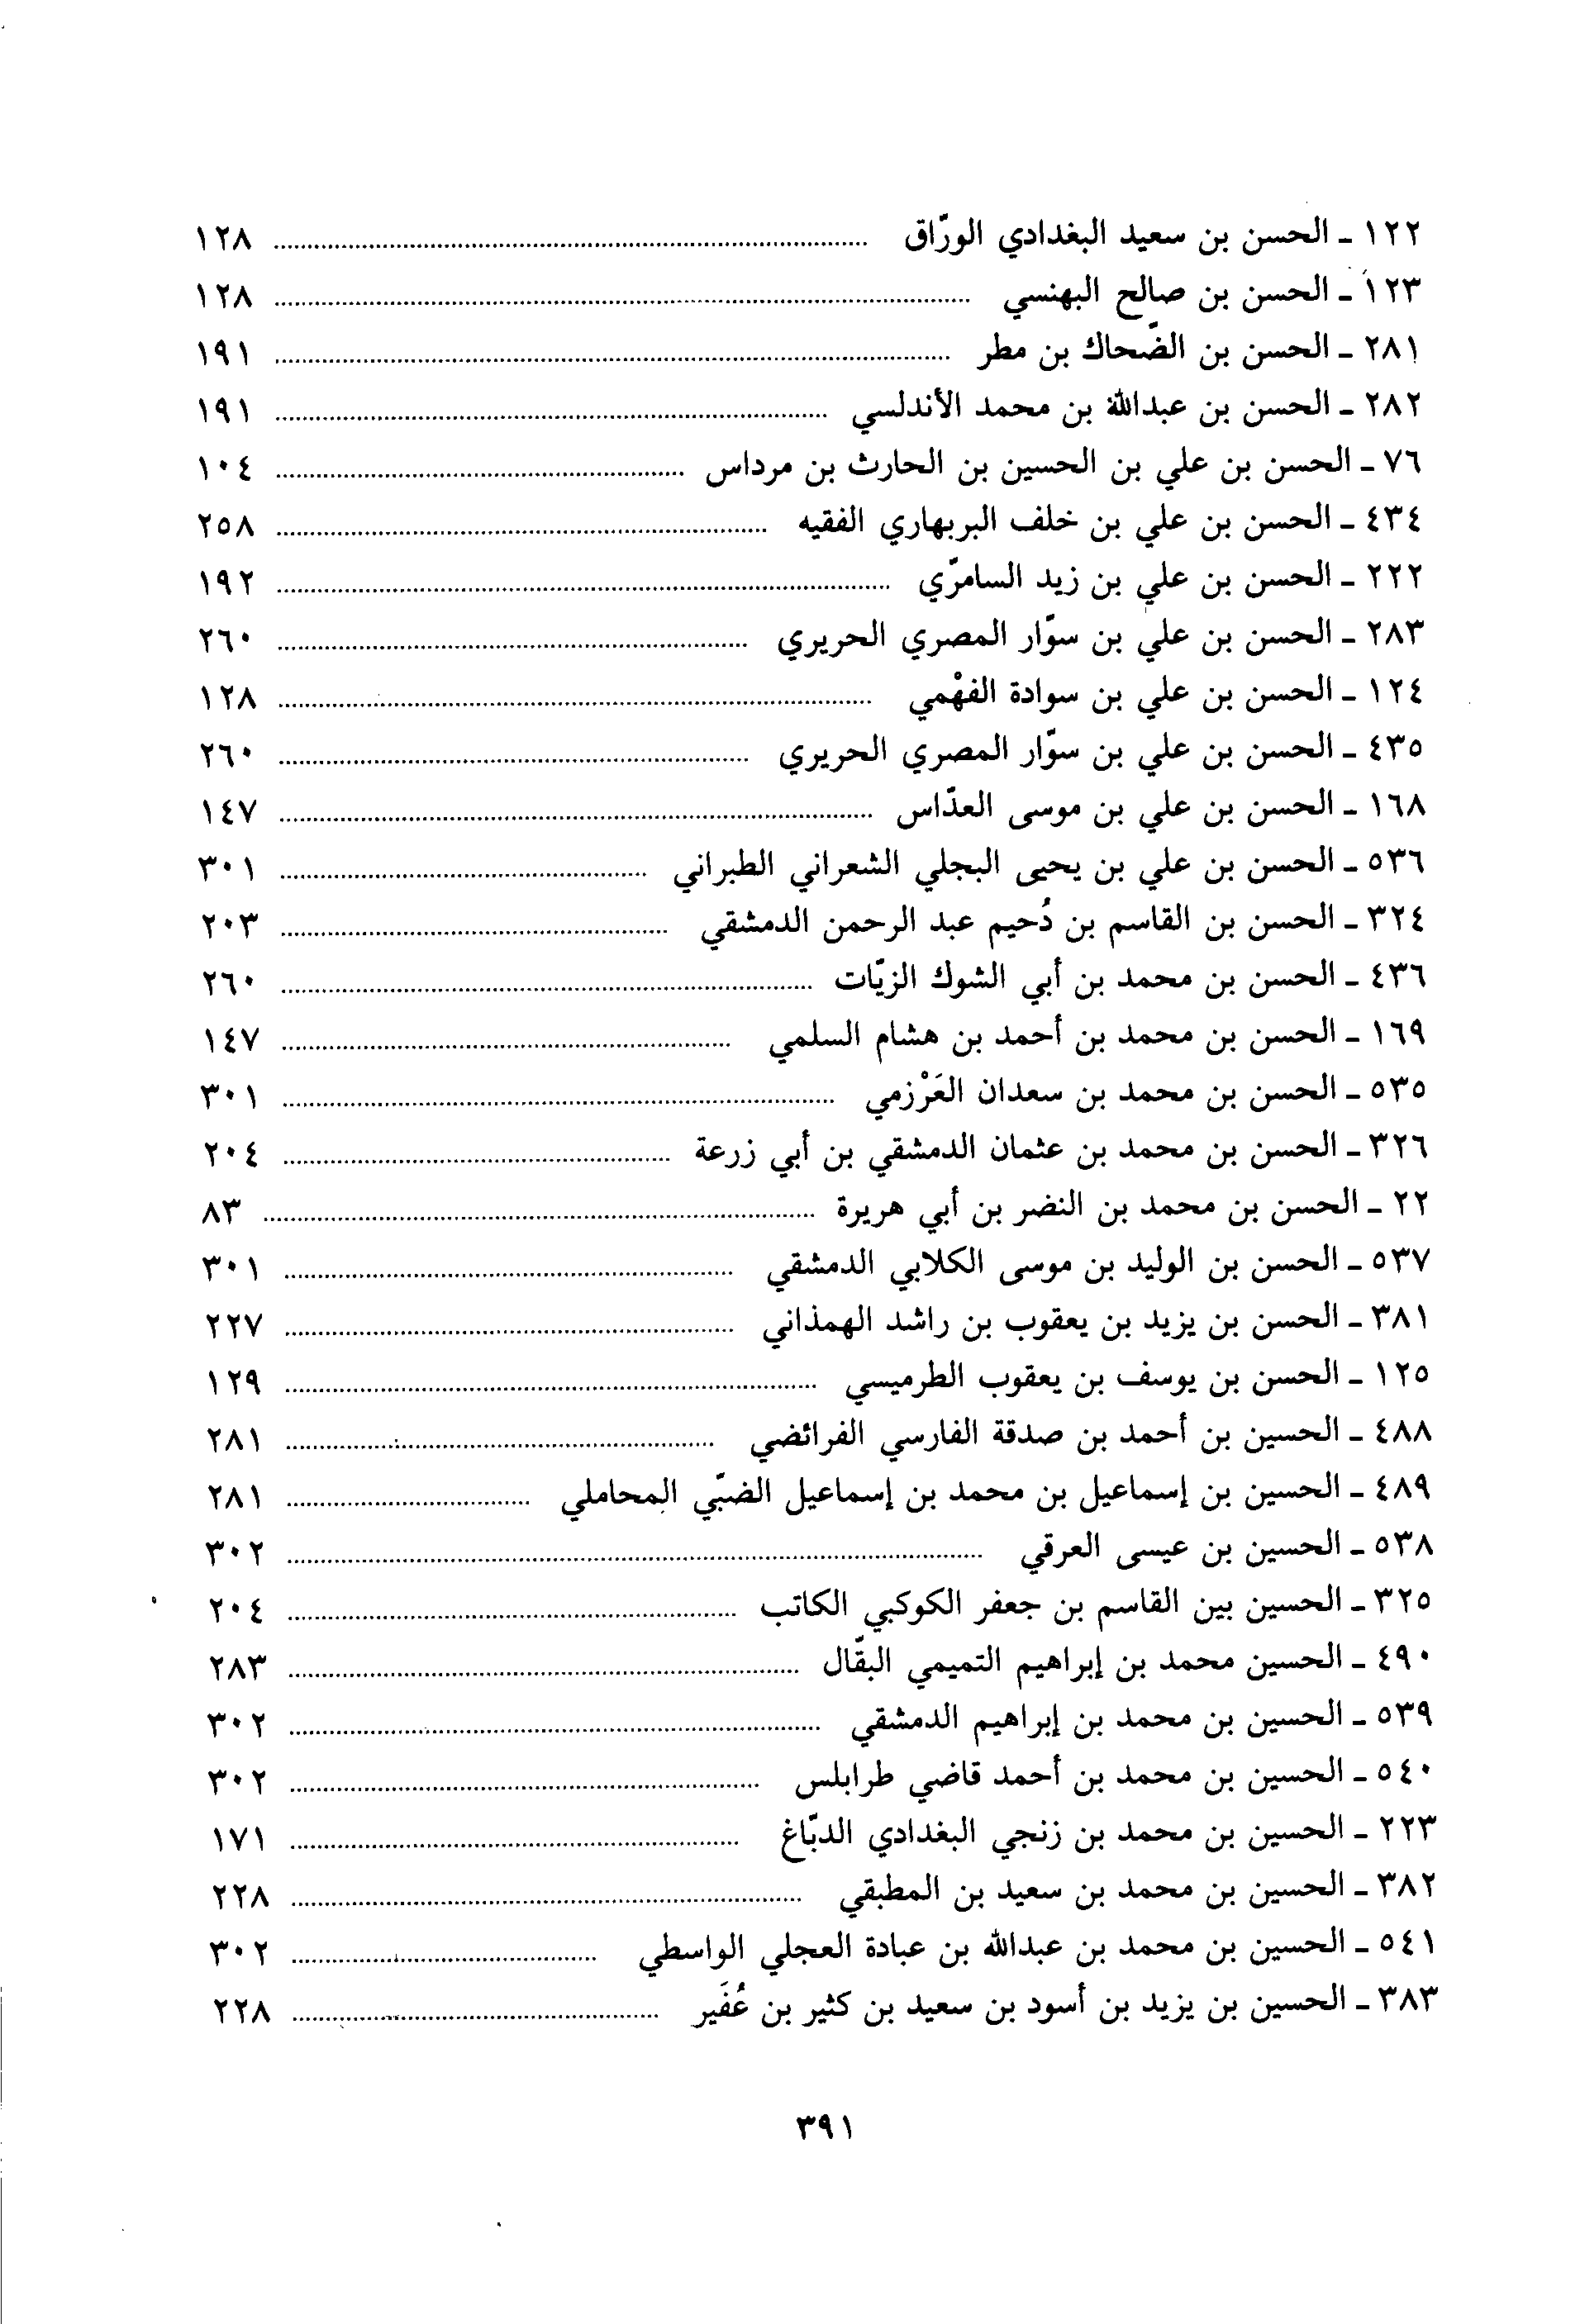 ١٢٢ ـ الحسن بن سعيد البغدادي الورّاق ........ ١٢٨
١٢٣ ـ الحسن بن صالح البهنسي ........ ١٢٨
٢٨١ ـ الحسن بن الضّحاك بن مطر ........ ١٩١
٢٨٢ ـ الحسن بن عبدالله بن محمد الأندلسي ........ ١٩١
٧٦ ـ الحسن بن علي بن الحسين بن الحارث بن مرداس ........ ١٠٤
٤٣٤ ـ الحسن بن علي بن خلف البربهاري الفقيه ........ ٢٥٨
٢٢٢ ـ الحسن بن علي بن زيد السامرّي ........ ١٩٢
٢٨٣ ـ الحسن بن علي بن سوّار المصري الحريري ........ ٢٦٠
١٢٤ ـ الحسن بن علي بن سوادة الفهْمي ........ ١٢٨
٤٣٥ ـ الحسن بن علي بن سوّار المصري الحريري ........ ٢٦٠
١٦٨ ـ الحسن بن علي بن موسى العدّاس ........ ١٤٧
٥٣٦ ـ الحسن بن علي بن يحيى البجلي الشعراني الطبراني ........ ٣٠١
٣٢٤ ـ الحسن بن القاسم بن دُحيم عبد الرحمن الدمشقي ........ ٢٠٣
٤٣٦ ـ الحسن بن محمد بن أبي الشوك الزيّات ........ ٢٦٠
١٦٩ ـ الحسن بن محمد بن أحمد بن هشام السلمي ........ ١٤٧
٥٣٥ ـ الحسن بن محمد بن سعدان العَرْزمي ........ ٣٠١
٣٢٦ ـ الحسن بن محمد بن عثمان الدمشقي بن أبي زرعة ........ ٢٠٤
٢٢ ـ الحسن بن محمد بن النضر بن أبي هريرة ........ ٨٣
٥٣٧ ـ الحسن بن الوليد بن موسى الكلابي الدمشقي ........ ٣٠١
٣٨١ ـ الحسن بن يزيد بن يعقوب بن راشد الهمذاني ........ ٢٢٧
١٢٥ ـ الحسن بن يوسف بن يعقوب الطرميسي ........ ١٢٩
٤٨٨ ـ الحسين بن أحمد بن صدقة الفارسي الفرائضي ........ ٢٨١
٤٨٩ ـ الحسين بن إسماعيل بن محمد بن إسماعيل الضبّي المحاملي ........ ٢٨١
٥٣٨ ـ الحسين بن عيسى العرقي ........ ٣٠٢
٣٢٥ ـ الحسين بين القاسم بن جعفر الكوكبي الكاتب ........ ٢٠٤
٤٩٠ ـ الحسين محمد بن إبراهيم التميمي البقّال ........ ٢٨٣
٥٣٩ ـ الحسين بن محمد بن إبراهيم الدمشقي ........ ٣٠٢
٥٤٠ ـ الحسين بن محمد بن أحمد قاضي طرابلس ........ ٣٠٢
٢٢٣ ـ الحسين بن محمد بن زنجي البغدادي الدبّاغ ........ ١٧١
٣٨٢ ـ الحسين بن محمد بن سعيد بن المطبقي ........ ٢٢٨
٥٤١ ـ الحسين بن محمد بن عبدالله بن عبادة العجلي الواسطي ........ ٣٠٢
٣٨٣ ـ الحسين بن يزيد بن أسود بن سعيد بن كثير بن عُفَير ........ ٢٢٨
٣٩١